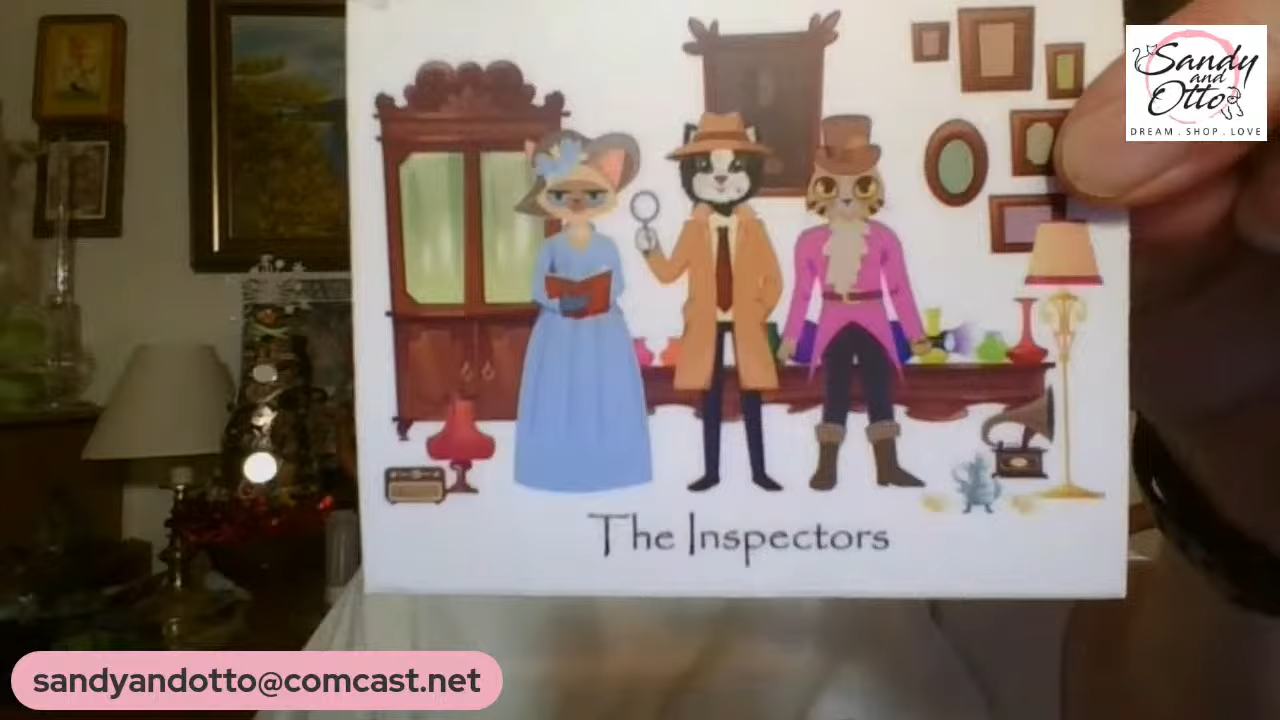 Sandy
and
Otto
DREAM . SHOP . LOVE
The Inspectors
sandyandotto@comcast.net